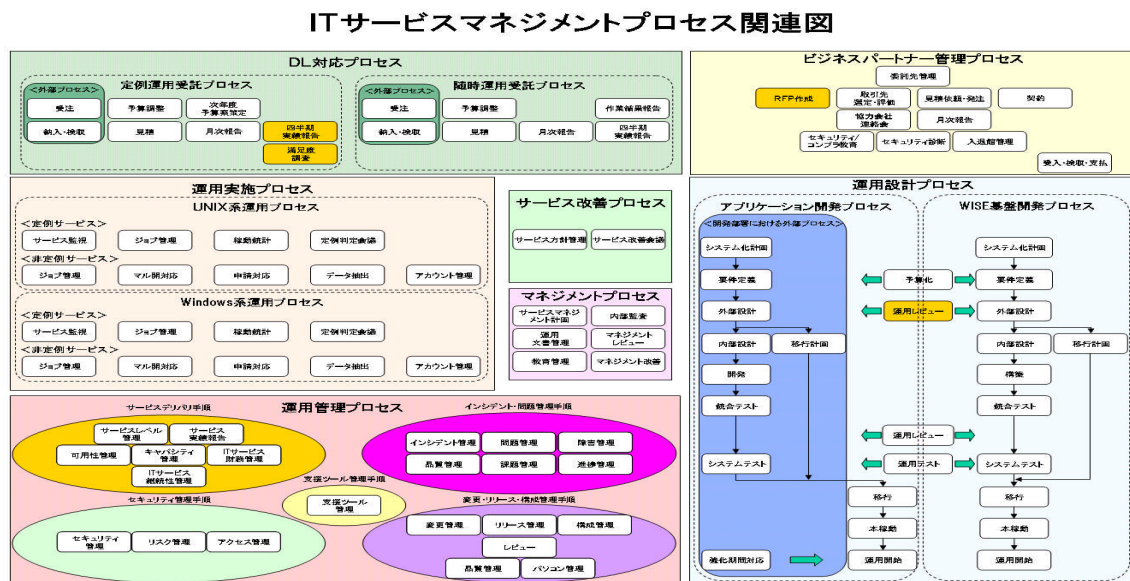 ITサービスマネジメントプロセス関連図
DL対応プロセス
定例運用受託プロセス
<外部プロセス>
受注
納入・検収
予算調整
次年度
予算案策定
見積
月次報告
四半期
実績報告
満足度
調査
随時運用受託プロセス
<外部プロセス>
受注
納入・検収
予算調整
作業結果報告
見積
月次報告
四半期
実績報告
ビジネスパートナー管理プロセス
委託先管理
RFP作成
取引先
選定・評価
見積依頼・発注
契約
協力会社
連絡会
月次報告
セキュリティ/
コンプラ教育
セキュリティ診断
入退館管理
受入・検収・支払
運用実施プロセス
UNIX系運用プロセス
<定例サービス>
サービス監視
ジョブ管理
稼動統計
定例判定会議
<非定例サービス>
ジョブ管理
マル開対応
申請対応
データ抽出
アカウント管理
Windows系運用プロセス
<定例サービス>
サービス監視
ジョブ管理
稼動統計
定例判定会議
<非定例サービス>
ジョブ管理
マル開対応
申請対応
データ抽出
アカウント管理
サービス改善プロセス
サービス方針管理
サービス改善会議
マネジメントプロセス
サービスマネジ
メント計画
内部監査
運用
文書管理
マネジメント
レビュー
教育管理
マネジメント改善
運用管理プロセス
サービスデリバリ手順
サービスレベル
管理
サービス
実績報告
可用性管理
キャパシティ
管理
ITサービス
財務管理
ITサービス
継続性管理
インシデント・問題管理手順
インシデント管理
問題管理
障害管理
品質管理
課題管理
進捗管理
支援ツール管理手順
支援ツール
管理
セキュリティ管理手順
セキュリティ
管理
リスク管理
アクセス管理
変更・リリース・構成管理手順
変更管理
リリース管理
構成管理
レビュー
品質管理
パソコン管理
運用設計プロセス
アプリケーション開発プロセス
<開発部署における外部プロセス>
システム化計画
要件定義
外部設計
内部設計
移行計画
開発
統合テスト
システムテスト
移行
本稼動
強化期間対応
運用開始
予算化
運用レビュー
運用レビュー
運用テスト
WISE基盤開発プロセス
システム化計画
要件定義
外部設計
内部設計
移行計画
構築
統合テスト
システムテスト
移行
本稼動
運用開始